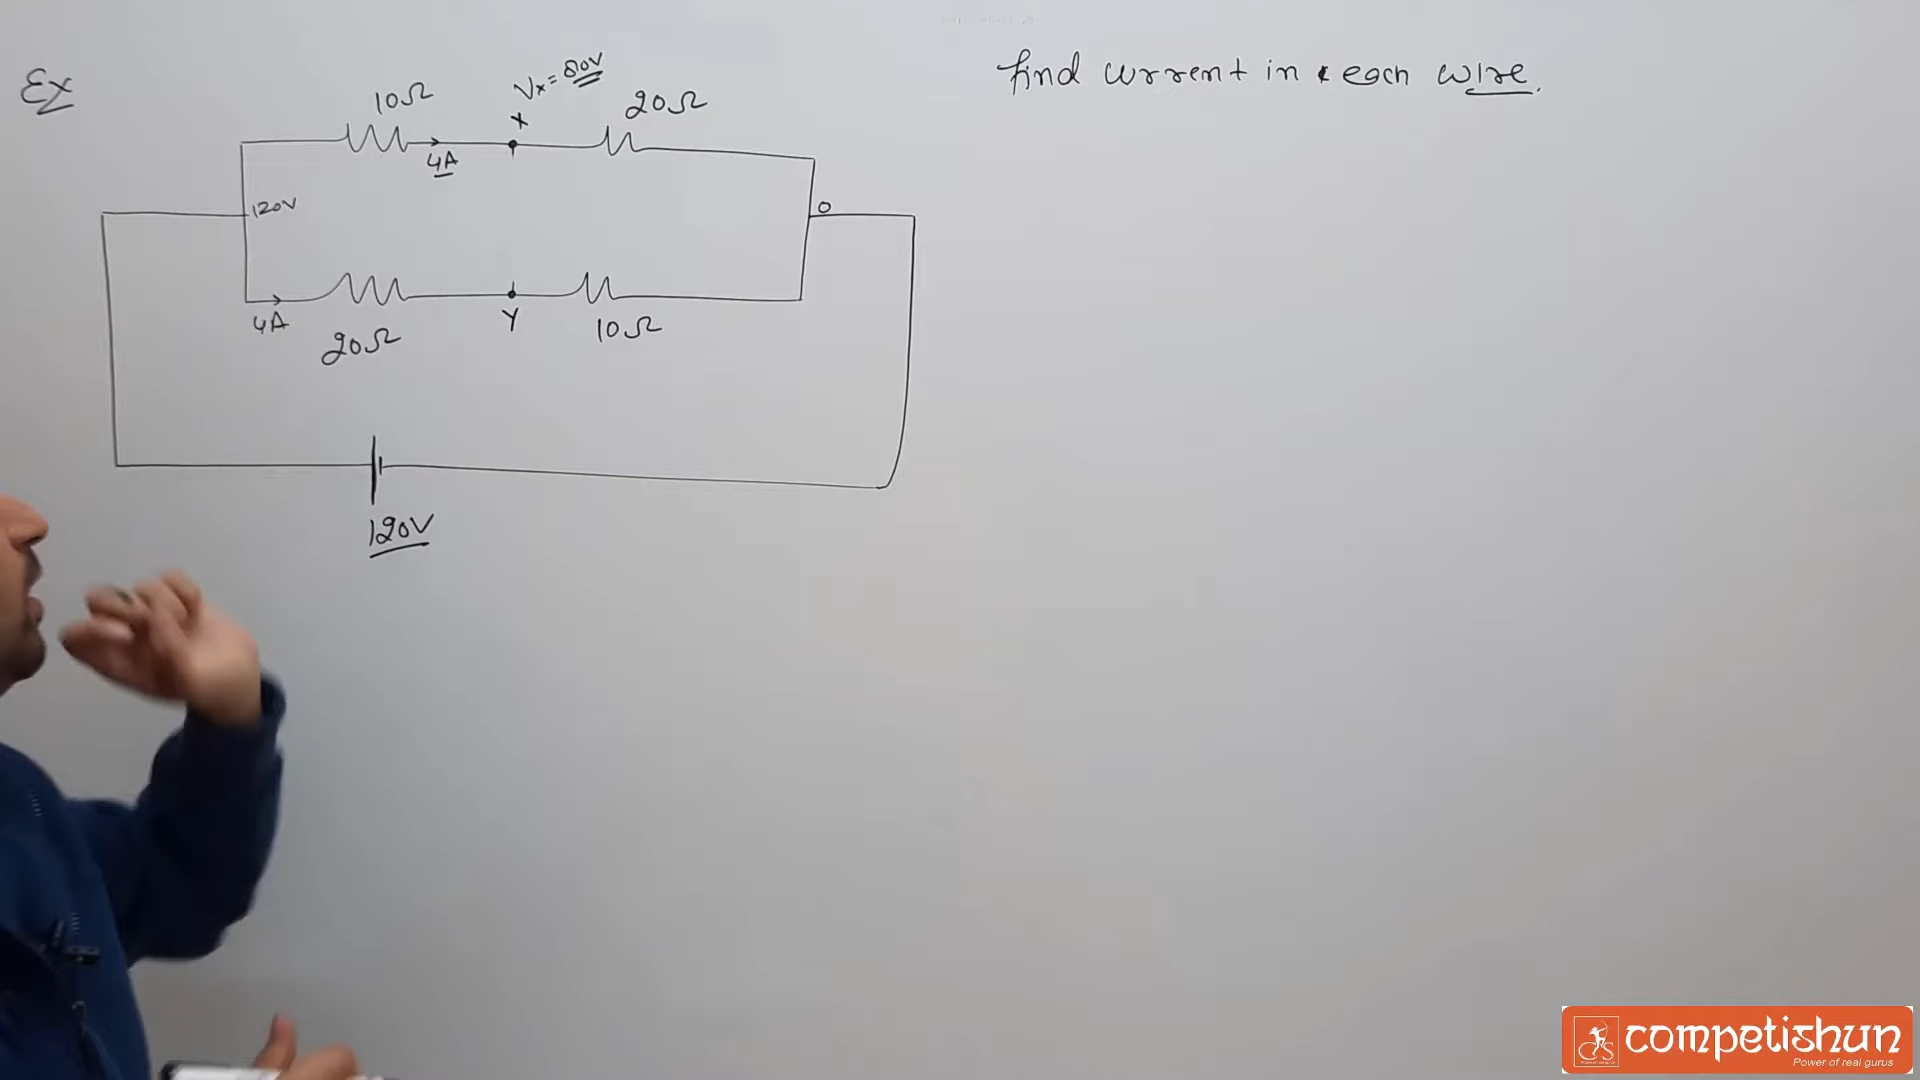 Ex
find current in each wire.
10Ω
Vx = 80V
20Ω
X
4A
120V
0
4A
20Ω
Y
10Ω
120V
competishun
Power of real gurus